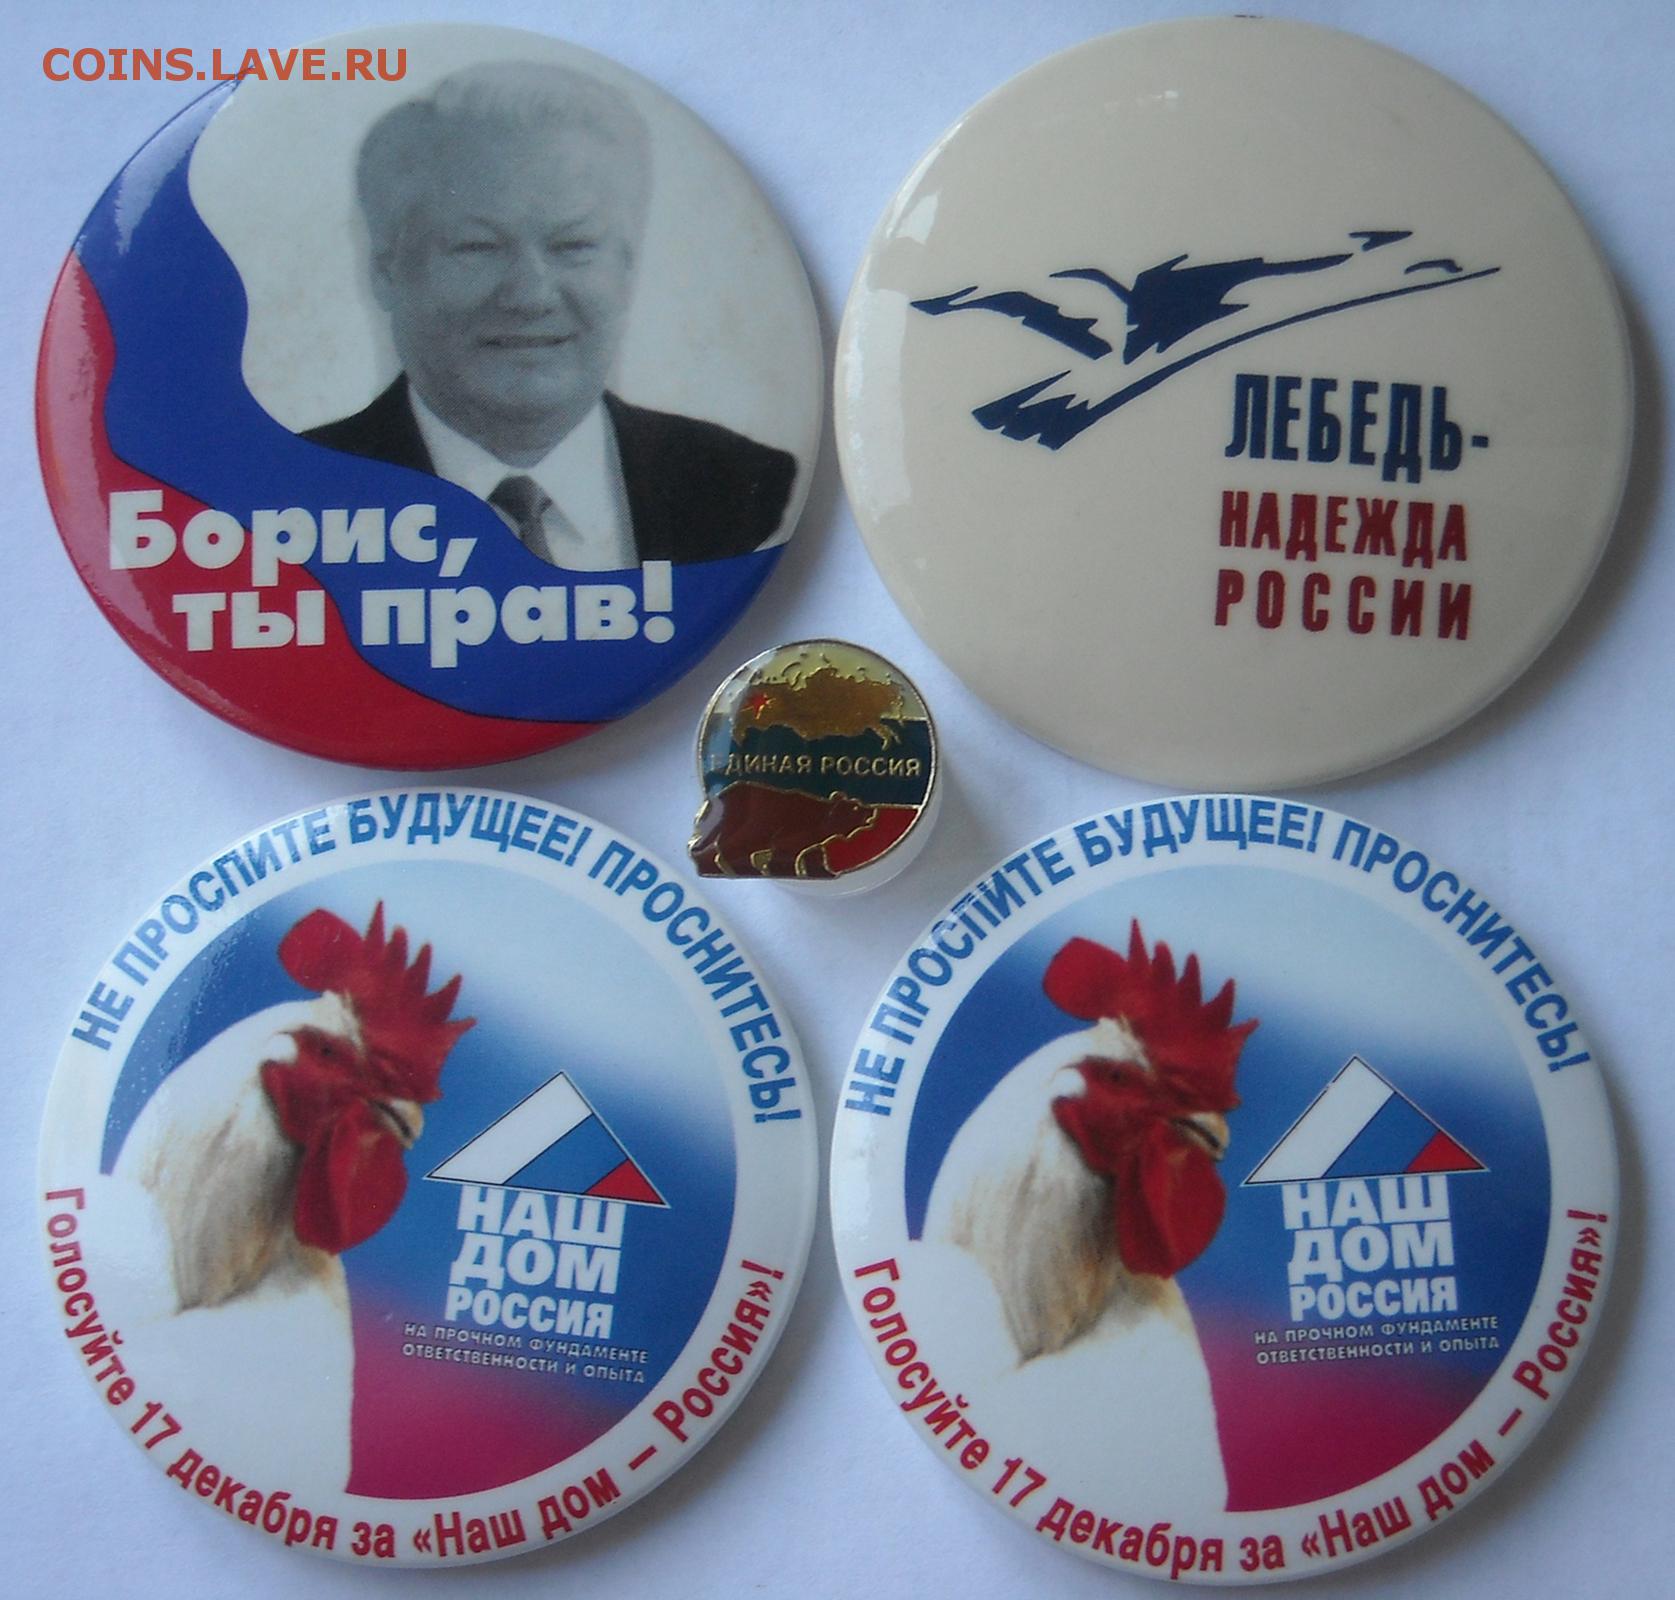 COINS.LAVE.RU
Борис,
ты прав!
ЛЕБЕДЬ-
НАДЕЖДА
РОССИИ
ЕДИНАЯ РОССИЯ
НЕ ПРОСПИТЕ БУДУЩЕЕ! ПРОСНИТЕСЬ!
НАШ
ДОМ
РОССИЯ
НА ПРОЧНОМ ФУНДАМЕНТЕ
ОТВЕТСТВЕННОСТИ И ОПЫТА
Голосуйте 17 декабря за «Наш дом – Россия»!
НЕ ПРОСПИТЕ БУДУЩЕЕ! ПРОСНИТЕСЬ!
НАШ
ДОМ
РОССИЯ
НА ПРОЧНОМ ФУНДАМЕНТЕ
ОТВЕТСТВЕННОСТИ И ОПЫТА
Голосуйте 17 декабря за «Наш дом – Россия»!